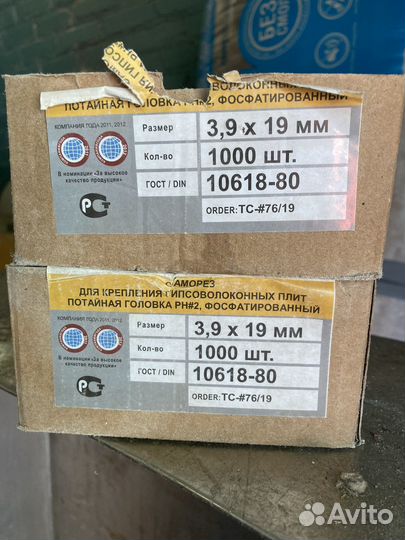 БЕЗ
ВОЛОКОННЫХ
ПОТАЙНАЯ ГОЛОВКА PH#2, ФОСФАТИРОВАННЫЙ
КОМПАНИЯ ГОДА 2011, 2012
В номинации «За высокое
качество продукции»
Размер 3,9 x 19 мм
Кол-во 1000 шт.
ГОСТ / DIN 10618-80
ORDER: TC-#76/19
САМОРЕЗ
ДЛЯ КРЕПЛЕНИЯ ГИПСОВОЛОКОННЫХ ПЛИТ
ПОТАЙНАЯ ГОЛОВКА PH#2, ФОСФАТИРОВАННЫЙ
КОМПАНИЯ ГОДА 2011, 2012
В номинации «За высокое
качество продукции»
Размер 3,9 x 19 мм
Кол-во 1000 шт.
ГОСТ / DIN 10618-80
ORDER: TC-#76/19
Avito